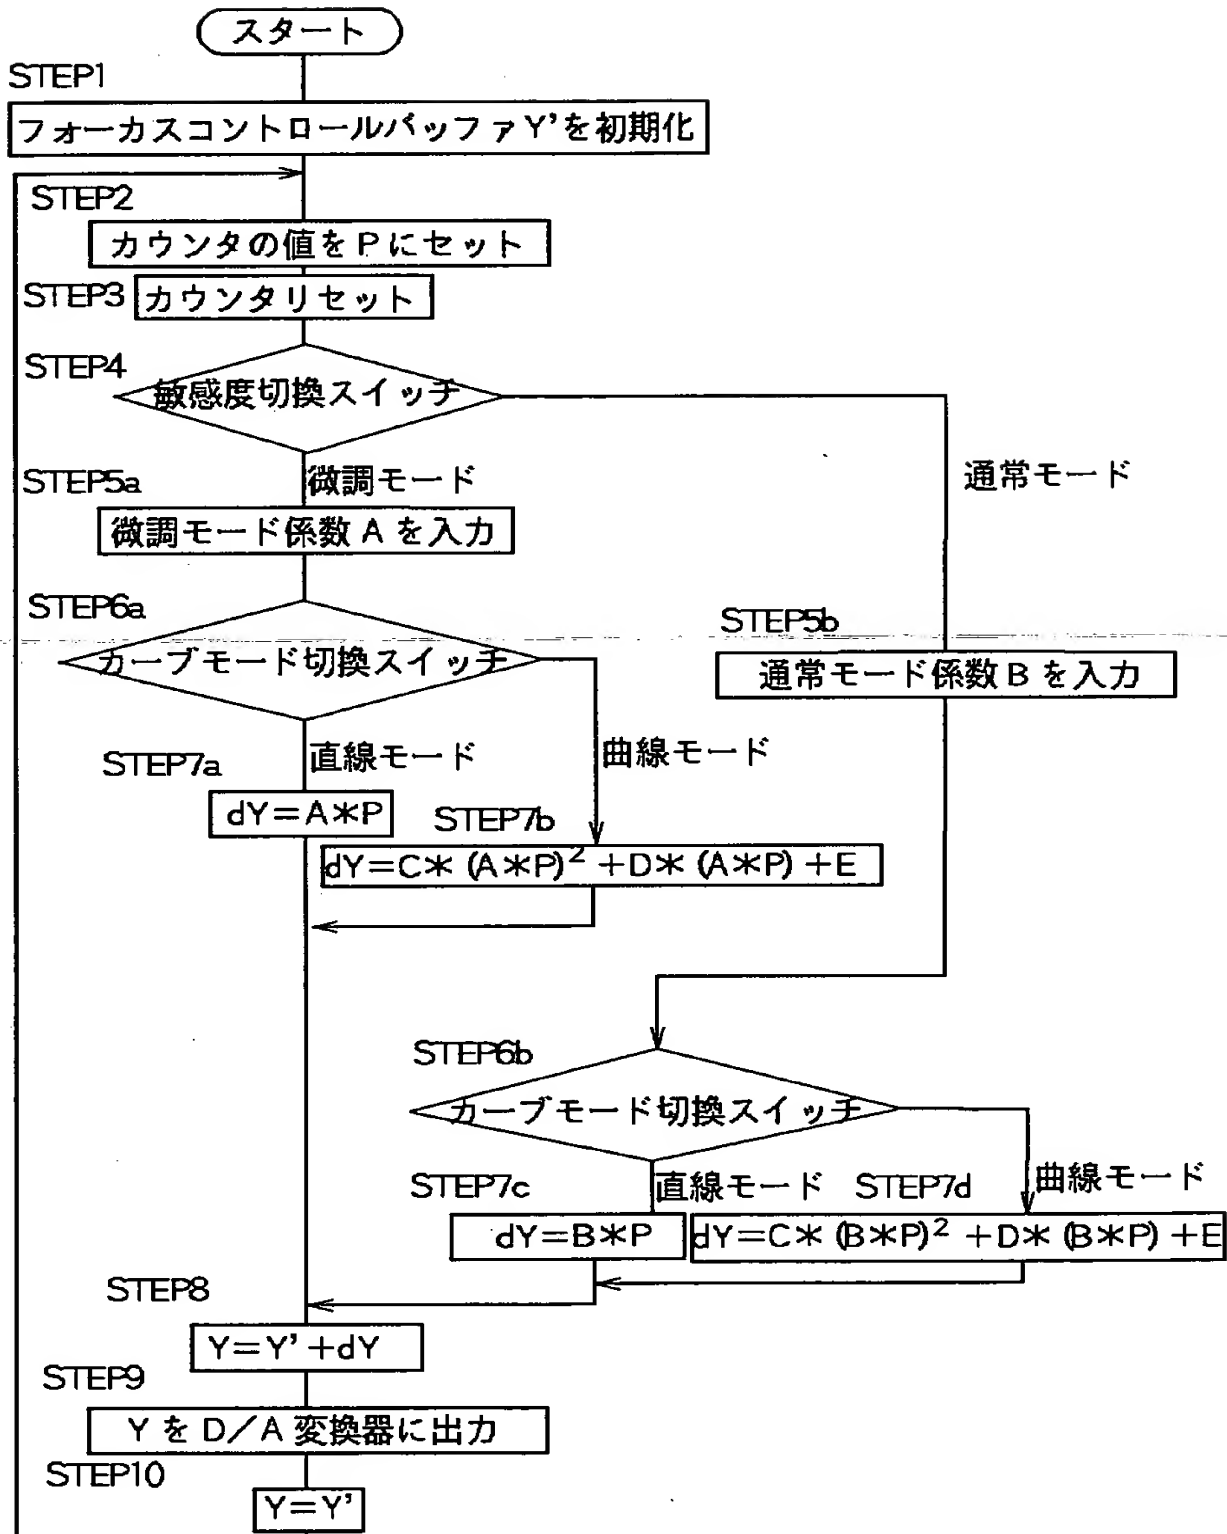 スタート
STEP1
フォーカスコントロールバッファY'を初期化
STEP2
カウンタの値をPにセット
STEP3
カウンタリセット
STEP4
敏感度切換スイッチ
STEP5a
微調モード
通常モード
微調モード係数Aを入力
STEP6a
STEP5b
カーブモード切換スイッチ
通常モード係数Bを入力
STEP7a
直線モード
曲線モード
dY=A*P
STEP7b
dY=C*(A*P)²+D*(A*P)+E
STEP6b
カーブモード切換スイッチ
STEP7c
直線モード
STEP7d
曲線モード
dY=B*P
dY=C*(B*P)²+D*(B*P)+E
STEP8
Y=Y'+dY
STEP9
YをD/A変換器に出力
STEP10
Y=Y'